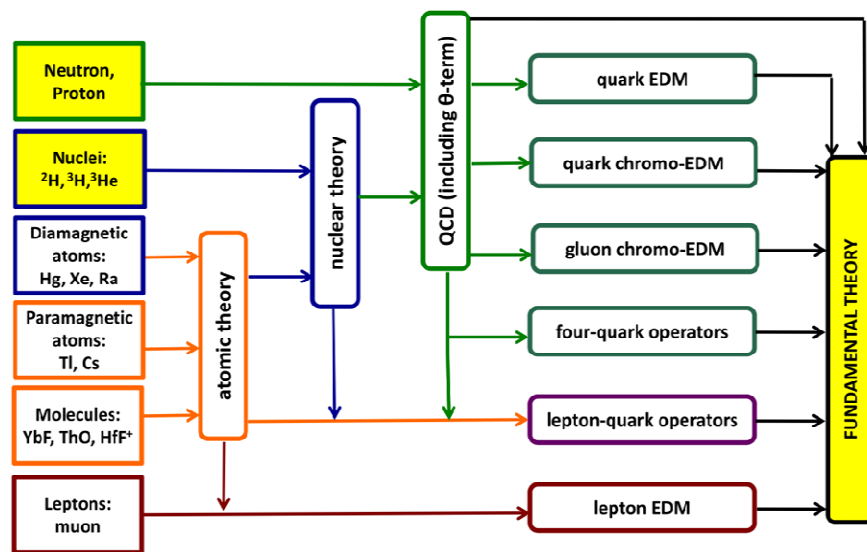 Neutron,
Proton
Nuclei:
²H, ³H,³He
Diamagnetic
atoms:
Hg, Xe, Ra
Paramagnetic
atoms:
Tl, Cs
Molecules:
YbF, ThO, HfF⁺
Leptons:
muon
atomic theory
nuclear theory
QCD (including θ-term)
quark EDM
quark chromo-EDM
gluon chromo-EDM
four-quark operators
lepton-quark operators
lepton EDM
FUNDAMENTAL THEORY